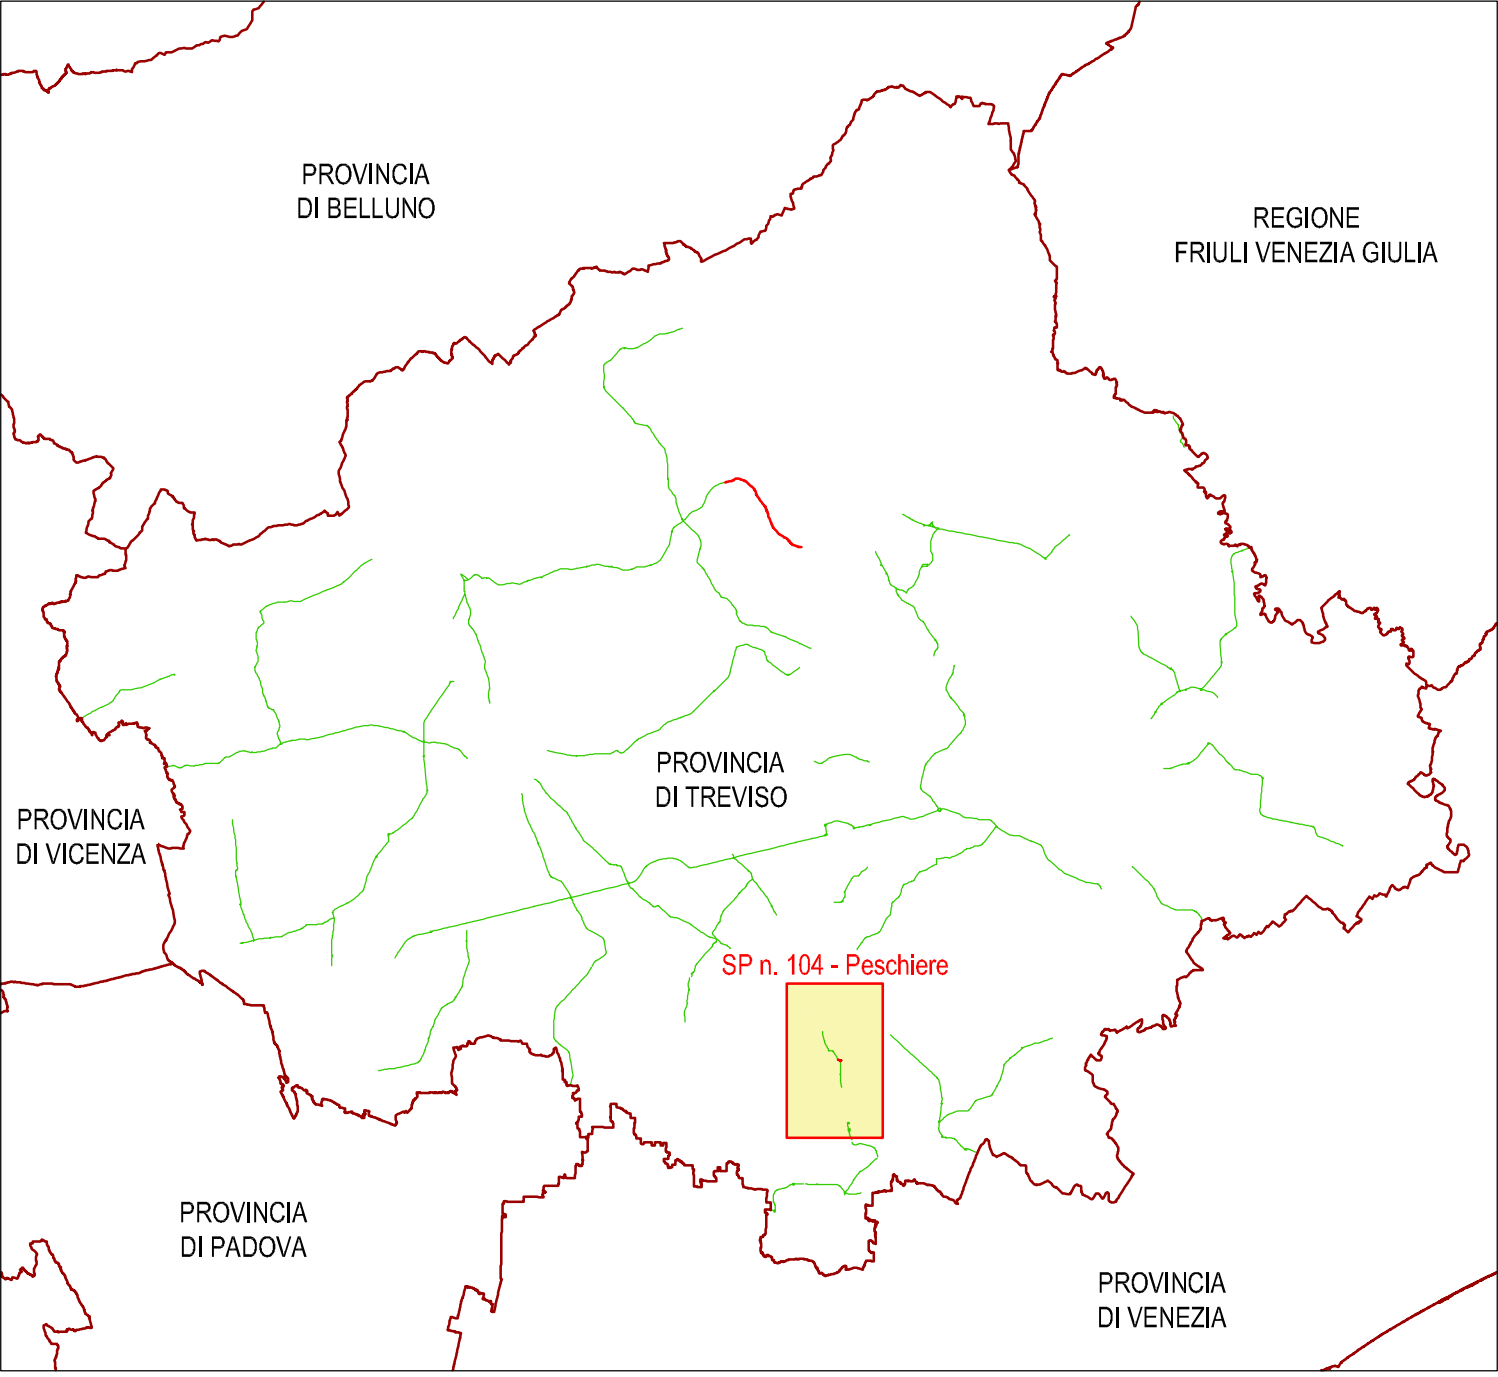 PROVINCIA
DI BELLUNO
REGIONE
FRIULI VENEZIA GIULIA
PROVINCIA
DI TREVISO
PROVINCIA
DI VICENZA
SP n. 104 - Peschiere
PROVINCIA
DI PADOVA
PROVINCIA
DI VENEZIA